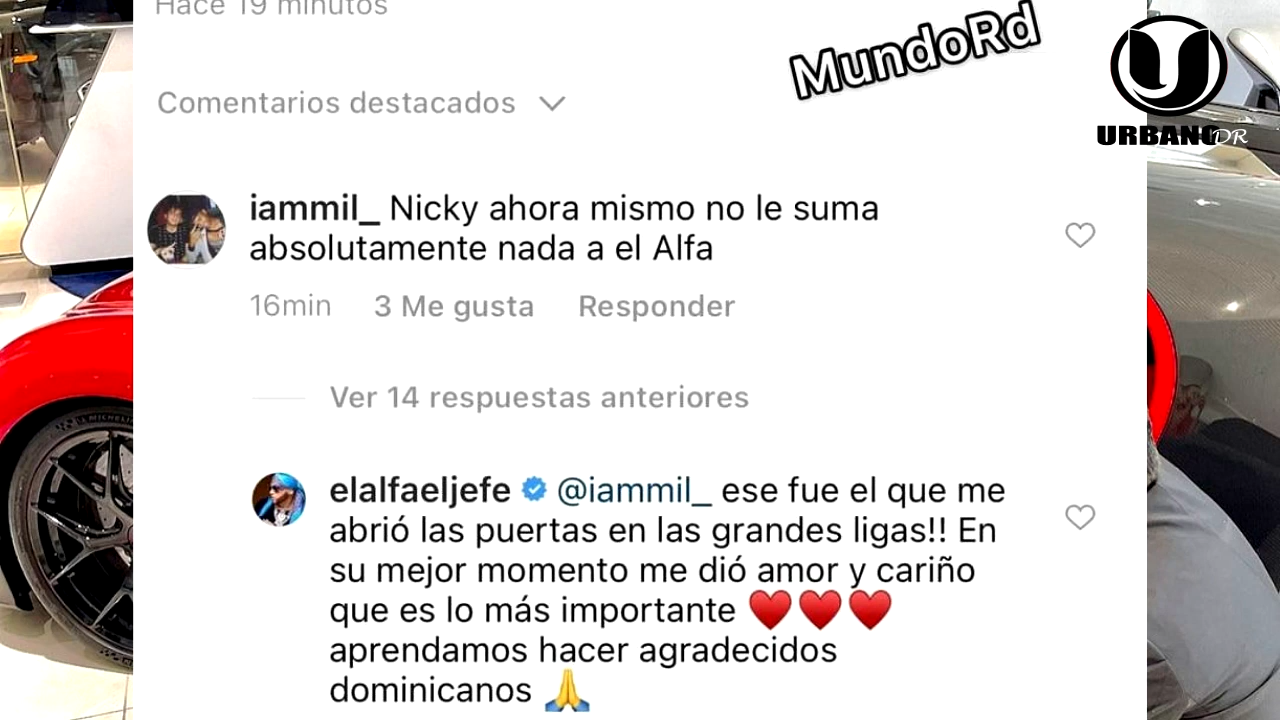 Hace 19 minutos
MundoRd
URBANO DR
Comentarios destacados
iammil_ Nicky ahora mismo no le suma
absolutamente nada a el Alfa
16min 3 Me gusta Responder
Ver 14 respuestas anteriores
elalfaeljefe @iammil_ ese fue el que me
abrió las puertas en las grandes ligas!! En
su mejor momento me dió amor y cariño
que es lo más importante ❤️❤️❤️
aprendamos hacer agradecidos
dominicanos 🙏